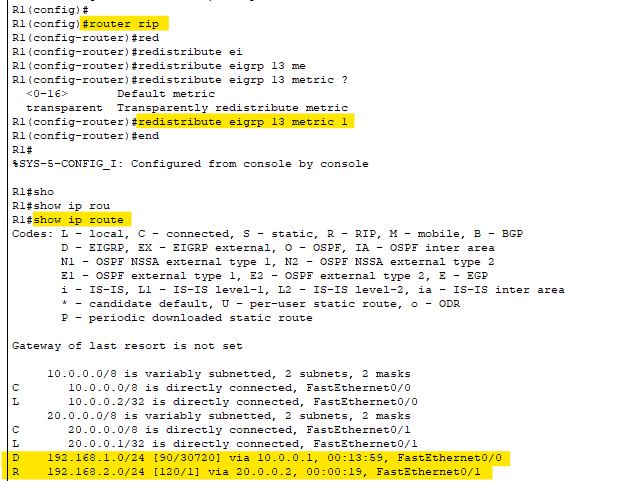 R1(config)#
R1(config)#router rip
R1(config-router)#red
R1(config-router)#redistribute ei
R1(config-router)#redistribute eigrp 13 me
R1(config-router)#redistribute eigrp 13 metric ?
<0-16> Default metric
transparent Transparently redistribute metric
R1(config-router)#redistribute eigrp 13 metric 1
R1(config-router)#end
R1#
%SYS-5-CONFIG_I: Configured from console by console
R1#sho
R1#show ip rou
R1#show ip route
Codes: L - local, C - connected, S - static, R - RIP, M - mobile, B - BGP
D - EIGRP, EX - EIGRP external, O - OSPF, IA - OSPF inter area
N1 - OSPF NSSA external type 1, N2 - OSPF NSSA external type 2
E1 - OSPF external type 1, E2 - OSPF external type 2, E - EGP
i - IS-IS, L1 - IS-IS level-1, L2 - IS-IS level-2, ia - IS-IS inter area
* - candidate default, U - per-user static route, o - ODR
P - periodic downloaded static route
Gateway of last resort is not set
10.0.0.0/8 is variably subnetted, 2 subnets, 2 masks
C 10.0.0.0/8 is directly connected, FastEthernet0/0
L 10.0.0.2/32 is directly connected, FastEthernet0/0
20.0.0.0/8 is variably subnetted, 2 subnets, 2 masks
C 20.0.0.0/8 is directly connected, FastEthernet0/1
L 20.0.0.1/32 is directly connected, FastEthernet0/1
D 192.168.1.0/24 [90/30720] via 10.0.0.1, 00:13:59, FastEthernet0/0
R 192.168.2.0/24 [120/1] via 20.0.0.2, 00:00:19, FastEthernet0/1